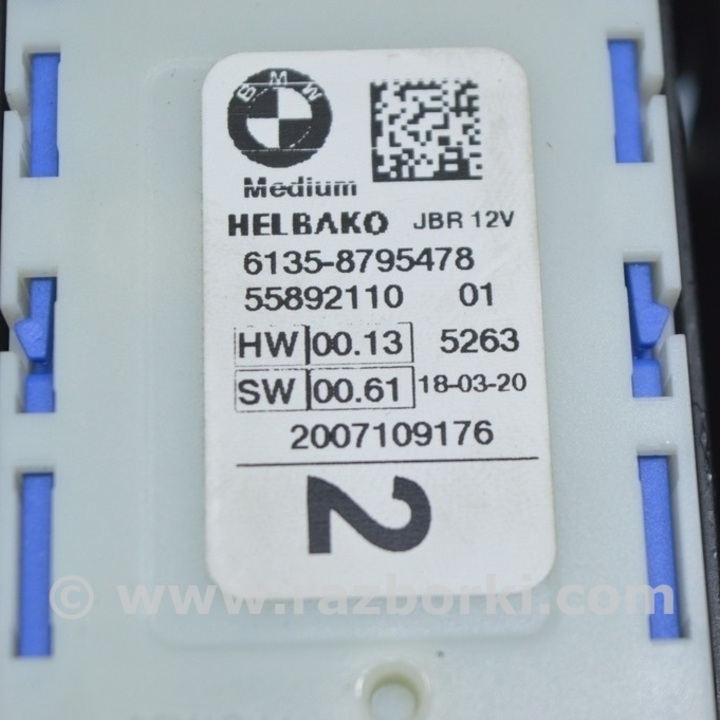 BMW
Medium
HELBAKO JBR 12V
6135-8795478
55892110 01
HW 00.13 5263
SW 00.61 18-03-20
2007109176
2
© www.razborki.com